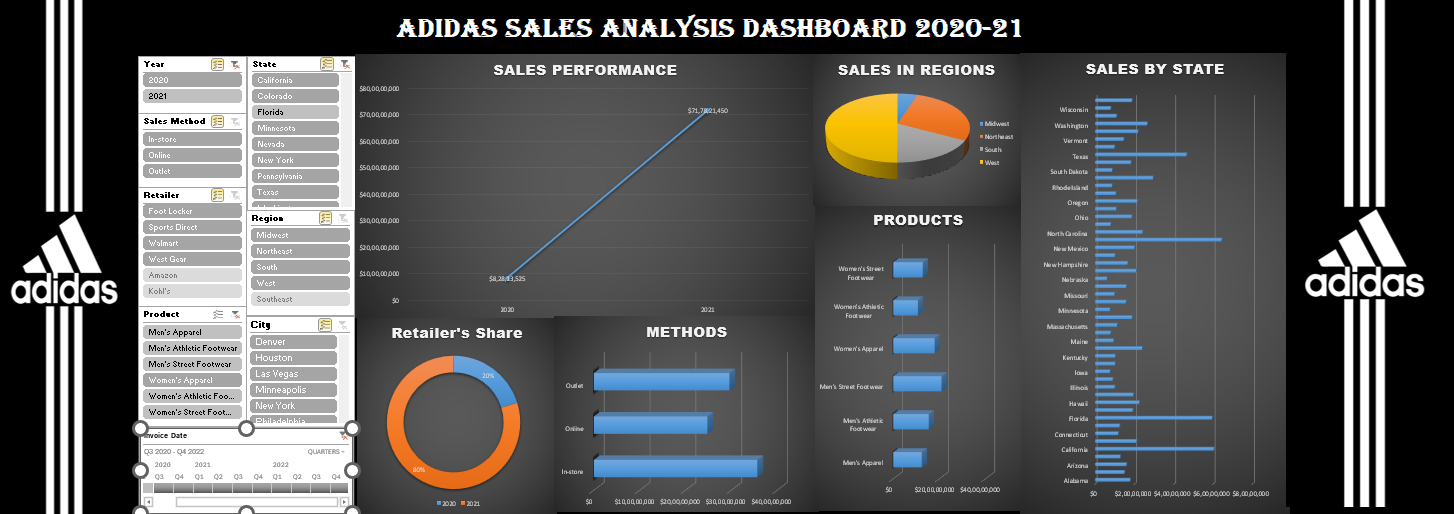 ADIDAS SALES ANALYSIS DASHBOARD 2020-21
adidas
Year
2020
2021
Sales Method
In-store
Online
Outlet
Retailer
Foot Locker
Sports Direct
Walmart
West Gear
Amazon
Kohl's
Product
Men's Apparel
Men's Athletic Footwear
Men's Street Footwear
Women's Apparel
Women's Athletic Foo...
Women's Street Foot...
State
California
Colorado
Florida
Minnesota
Nevada
New York
Pennsylvania
Texas
Region
Midwest
Northeast
South
West
Southeast
City
Denver
Houston
Las Vegas
Minneapolis
New York
Philadelphia
Invoice Date
Q3 2020 - Q4 2022
QUARTERS
2020 2021 2022
Q3 Q4 Q1 Q2 Q3 Q4 Q1 Q2 Q3 Q4
SALES PERFORMANCE
$80,00,00,000
$70,00,00,000
$60,00,00,000
$50,00,00,000
$40,00,00,000
$30,00,00,000
$20,00,00,000
$10,00,00,000
$0
2020 2021
Retailer's Share
20%
80%
2020 2021
METHODS
Outlet
Online
In-store
$0 $10,00,00,000 $20,00,00,000 $30,00,00,000 $40,00,00,000
SALES IN REGIONS
Midwest
Northeast
South
West
PRODUCTS
Women's Street
Footwear
Women's Athletic
Footwear
Women's Apparel
Men's Street Footwear
Men's Athletic
Footwear
Men's Apparel
$0 $20,00,00,000 $40,00,00,000
SALES BY STATE
Wisconsin
Washington
Vermont
Texas
South Dakota
Rhode Island
Oregon
Ohio
North Carolina
New Mexico
New Hampshire
Nebraska
Missouri
Minnesota
Massachusetts
Maine
Kentucky
Iowa
Illinois
Hawaii
Florida
Connecticut
California
Arizona
Alabama
$0 $2,00,00,000 $4,00,00,000 $6,00,00,000 $8,00,00,000
adidas